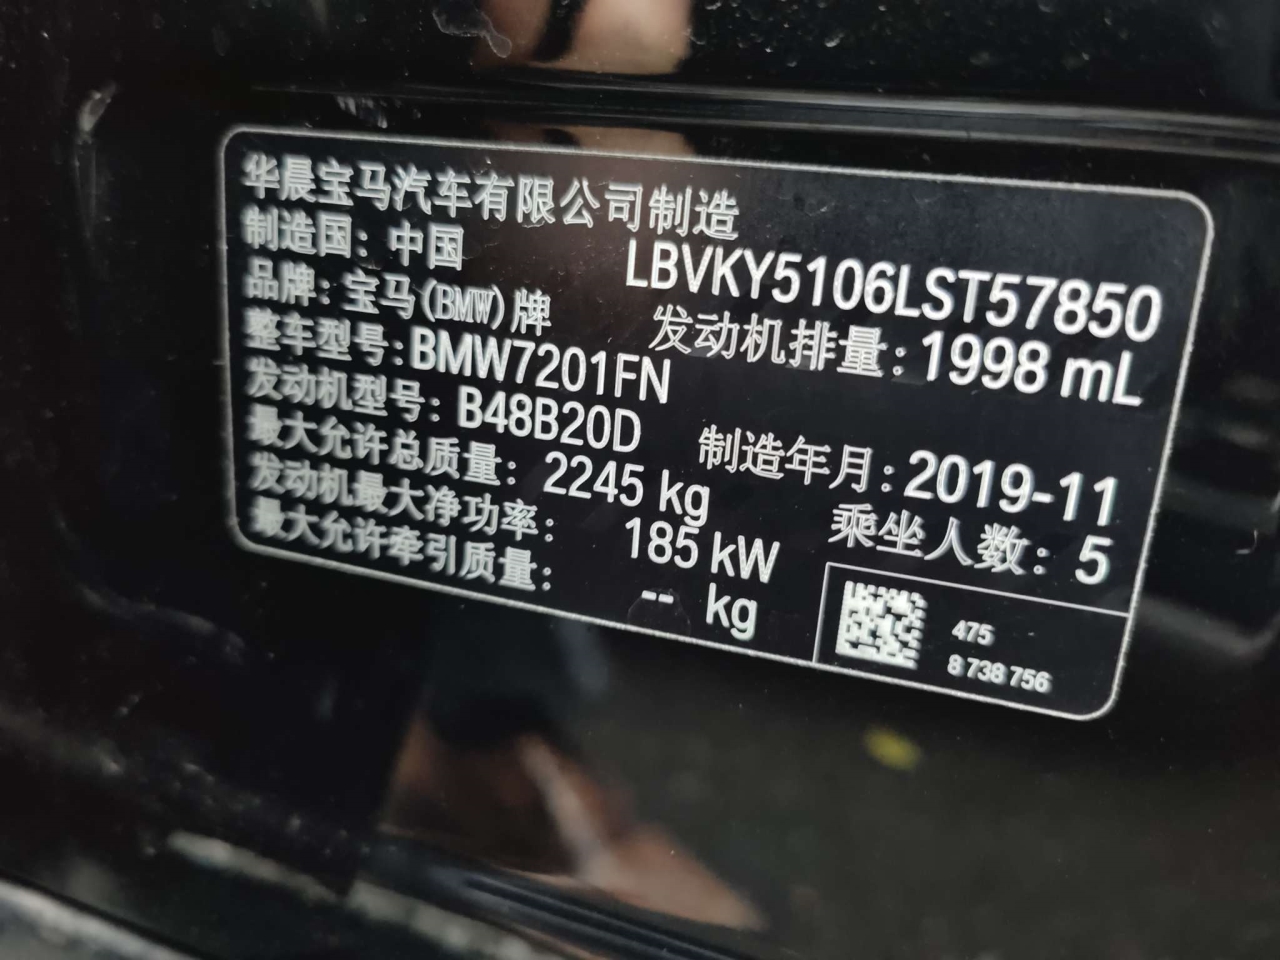 华晨宝马汽车有限公司制造
制造国：中国
LBVKY5106LST57850
品牌：宝马(BMW)牌
发动机排量：1998 mL
整车型号：BMW7201FN
发动机型号：B48B20D
制造年月：2019-11
最大允许总质量：2245 kg
乘坐人数：5
发动机最大净功率：185 kW
最大允许牵引质量：-- kg
475
8 738 756